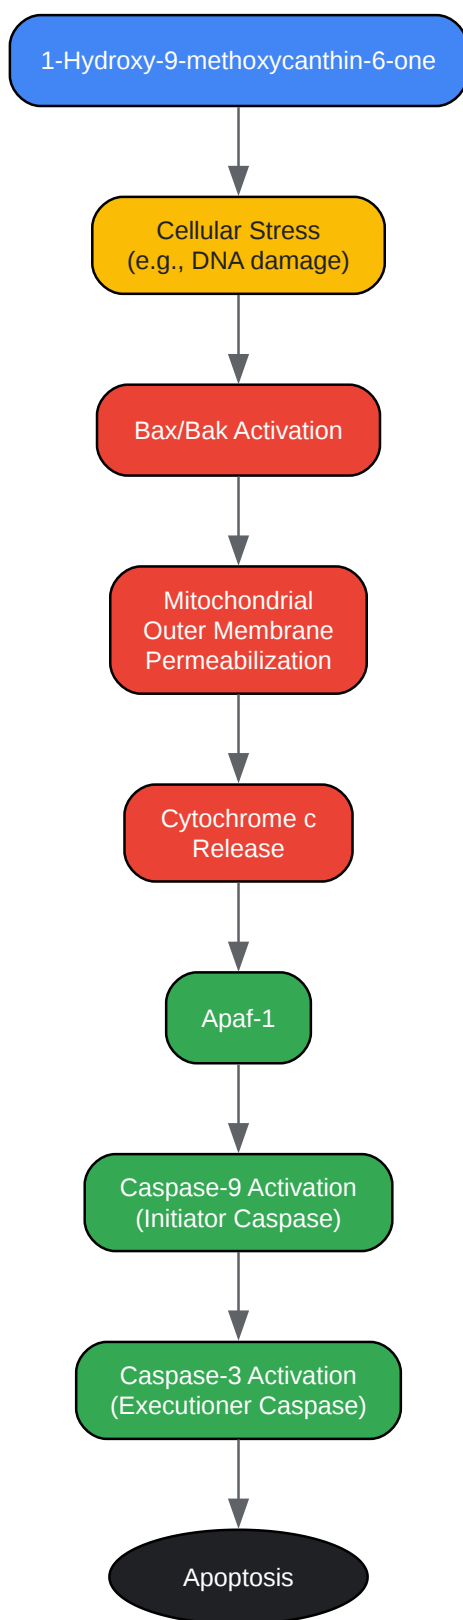 1-Hydroxy-9-methoxycanthin-6-one
Cellular Stress
(e.g., DNA damage)
Bax/Bak Activation
Mitochondrial
Outer Membrane
Permeabilization
Cytochrome c
Release
Apaf-1
Caspase-9 Activation
(Initiator Caspase)
Caspase-3 Activation
(Executioner Caspase)
Apoptosis